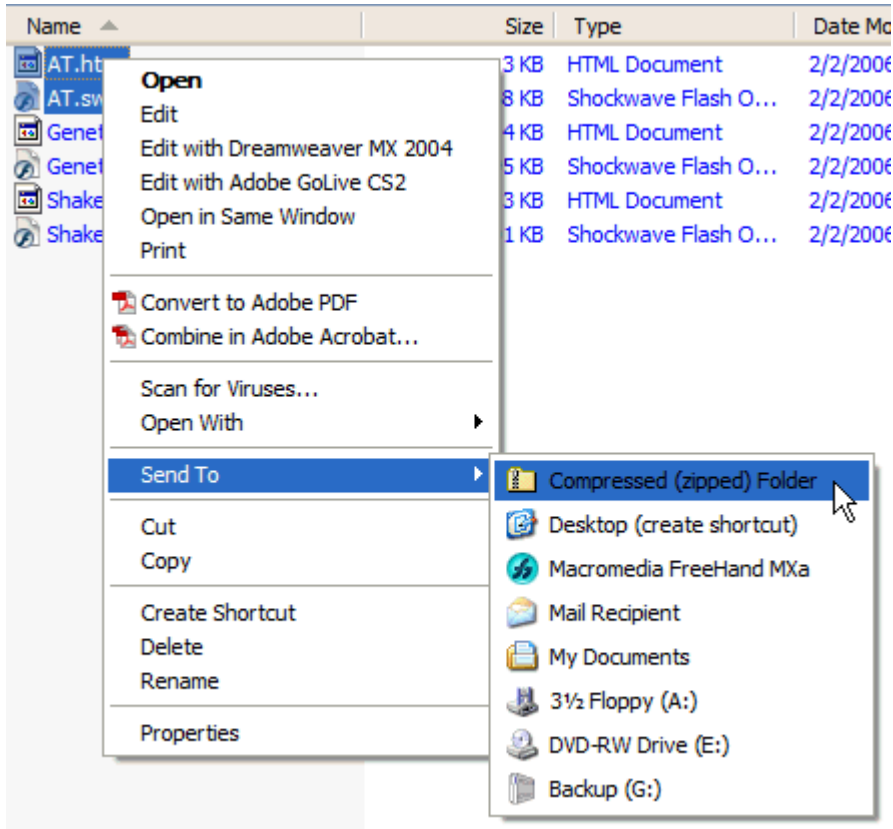 Name Size Type Date Mo
AT.ht 3 KB HTML Document 2/2/2006
AT.sw 8 KB Shockwave Flash O... 2/2/2006
Genet 4 KB HTML Document 2/2/2006
Genet 5 KB Shockwave Flash O... 2/2/2006
Shake 3 KB HTML Document 2/2/2006
Shake 1 KB Shockwave Flash O... 2/2/2006
Open
Edit
Edit with Dreamweaver MX 2004
Edit with Adobe GoLive CS2
Open in Same Window
Print
Convert to Adobe PDF
Combine in Adobe Acrobat...
Scan for Viruses...
Open With
Send To
Cut
Copy
Create Shortcut
Delete
Rename
Properties
Compressed (zipped) Folder
Desktop (create shortcut)
Macromedia FreeHand MXa
Mail Recipient
My Documents
3½ Floppy (A:)
DVD-RW Drive (E:)
Backup (G:)